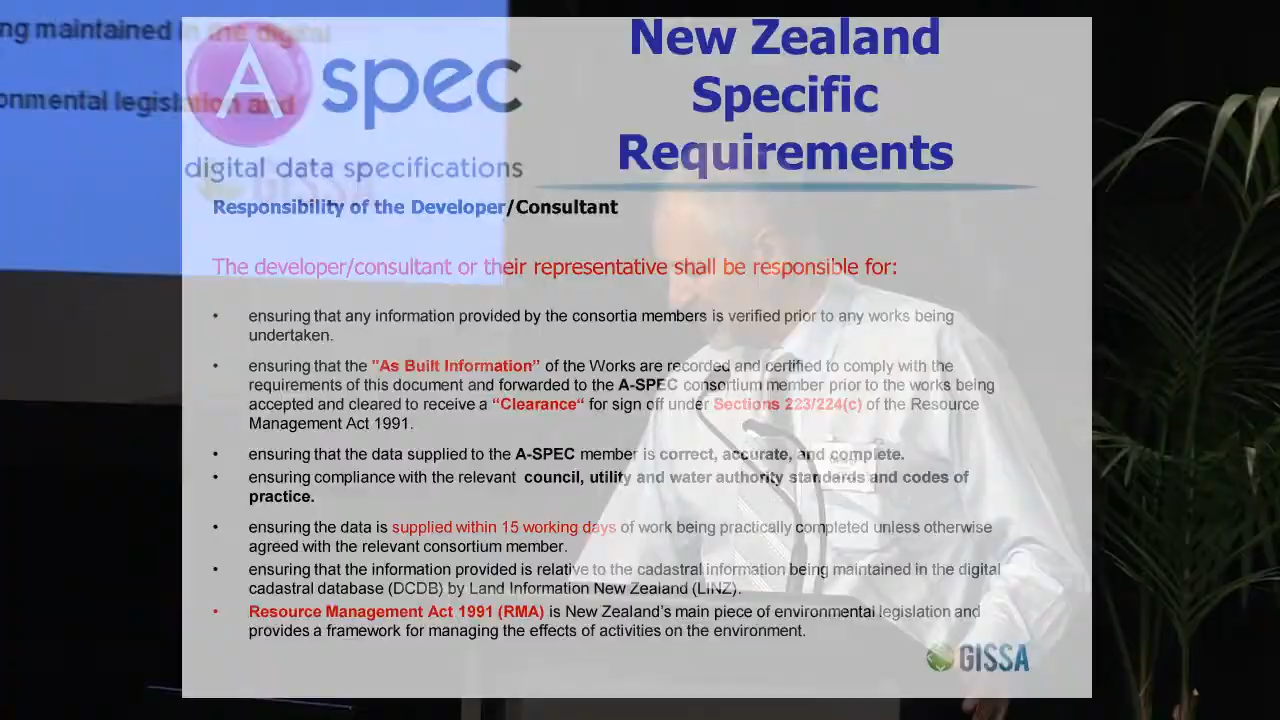 ng maintained in the digital
onmental legislation and
A spec
digital data specifications
New Zealand
Specific
Requirements
Responsibility of the Developer/Consultant
The developer/consultant or their representative shall be responsible for:
• ensuring that any information provided by the consortia members is verified prior to any works being
undertaken.
• ensuring that the "As Built Information” of the Works are recorded and certified to comply with the
requirements of this document and forwarded to the A-SPEC consortium member prior to the works being
accepted and cleared to receive a “Clearance“ for sign off under Sections 223/224(c) of the Resource
Management Act 1991.
• ensuring that the data supplied to the A-SPEC member is correct, accurate, and complete.
• ensuring compliance with the relevant council, utility and water authority standards and codes of
practice.
• ensuring the data is supplied within 15 working days of work being practically completed unless otherwise
agreed with the relevant consortium member.
• ensuring that the information provided is relative to the cadastral information being maintained in the digital
cadastral database (DCDB) by Land Information New Zealand (LINZ).
• Resource Management Act 1991 (RMA) is New Zealand’s main piece of environmental legislation and
provides a framework for managing the effects of activities on the environment.
GISSA
GISSA